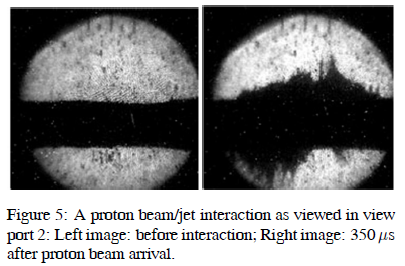 Figure 5: A proton beam/jet interaction as viewed in view
port 2: Left image: before interaction; Right image: 350 μs
after proton beam arrival.